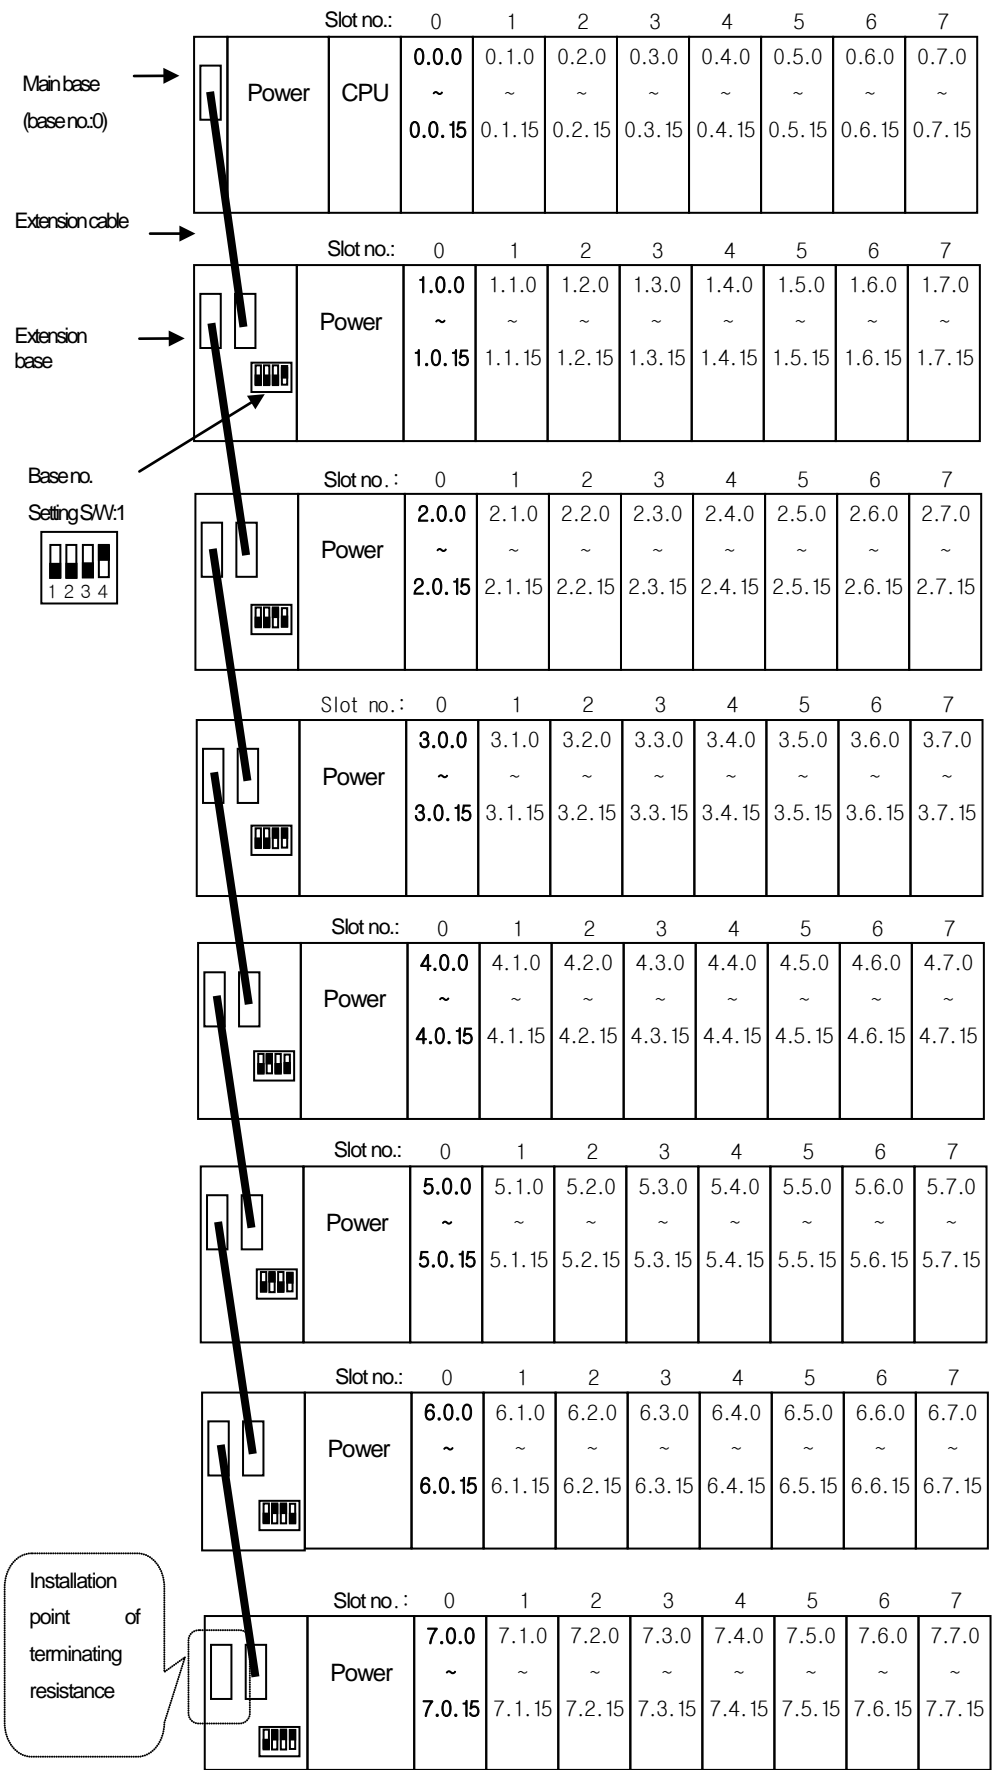 Slot no.: 0 1 2 3 4 5 6 7
Main base
(base no.:0)
Power CPU
0.0.0 0.1.0 0.2.0 0.3.0 0.4.0 0.5.0 0.6.0 0.7.0
~ ~ ~ ~ ~ ~ ~ ~
0.0.15 0.1.15 0.2.15 0.3.15 0.4.15 0.5.15 0.6.15 0.7.15
Extension cable
Slot no.: 0 1 2 3 4 5 6 7
Extension
base
Power
1.0.0 1.1.0 1.2.0 1.3.0 1.4.0 1.5.0 1.6.0 1.7.0
~ ~ ~ ~ ~ ~ ~ ~
1.0.15 1.1.15 1.2.15 1.3.15 1.4.15 1.5.15 1.6.15 1.7.15
Base no.
Setting S/W:1
1 2 3 4
Slot no.: 0 1 2 3 4 5 6 7
Power
2.0.0 2.1.0 2.2.0 2.3.0 2.4.0 2.5.0 2.6.0 2.7.0
~ ~ ~ ~ ~ ~ ~ ~
2.0.15 2.1.15 2.2.15 2.3.15 2.4.15 2.5.15 2.6.15 2.7.15
Slot no.: 0 1 2 3 4 5 6 7
Power
3.0.0 3.1.0 3.2.0 3.3.0 3.4.0 3.5.0 3.6.0 3.7.0
~ ~ ~ ~ ~ ~ ~ ~
3.0.15 3.1.15 3.2.15 3.3.15 3.4.15 3.5.15 3.6.15 3.7.15
Slot no.: 0 1 2 3 4 5 6 7
Power
4.0.0 4.1.0 4.2.0 4.3.0 4.4.0 4.5.0 4.6.0 4.7.0
~ ~ ~ ~ ~ ~ ~ ~
4.0.15 4.1.15 4.2.15 4.3.15 4.4.15 4.5.15 4.6.15 4.7.15
Slot no.: 0 1 2 3 4 5 6 7
Power
5.0.0 5.1.0 5.2.0 5.3.0 5.4.0 5.5.0 5.6.0 5.7.0
~ ~ ~ ~ ~ ~ ~ ~
5.0.15 5.1.15 5.2.15 5.3.15 5.4.15 5.5.15 5.6.15 5.7.15
Slot no.: 0 1 2 3 4 5 6 7
Power
6.0.0 6.1.0 6.2.0 6.3.0 6.4.0 6.5.0 6.6.0 6.7.0
~ ~ ~ ~ ~ ~ ~ ~
6.0.15 6.1.15 6.2.15 6.3.15 6.4.15 6.5.15 6.6.15 6.7.15
Installation
point of
terminating
resistance
Slot no.: 0 1 2 3 4 5 6 7
Power
7.0.0 7.1.0 7.2.0 7.3.0 7.4.0 7.5.0 7.6.0 7.7.0
~ ~ ~ ~ ~ ~ ~ ~
7.0.15 7.1.15 7.2.15 7.3.15 7.4.15 7.5.15 7.6.15 7.7.15